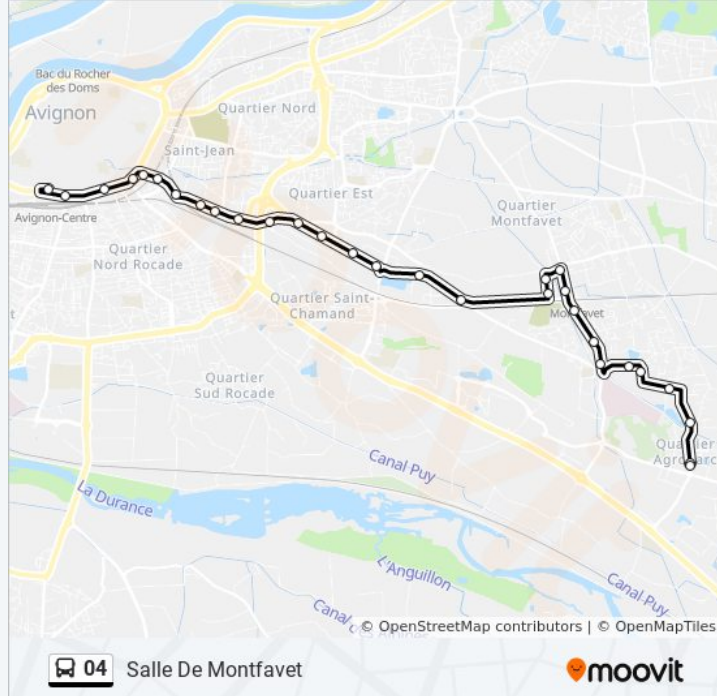 Bac du Rocher
des Doms
Avignon
Quartier Nord
Saint-Jean
Quartier Est
Quartier
Montfavet
Avignon-Centre
Quartier
Nord Rocade
Quartier Saint-
Chamand
Quartier
Sud Rocade
Canal Puy
La Durance
L'Anguillon
Canal Puy
© OpenStreetMap contributors | © OpenMapTiles
04 Salle De Montfavet
moovit